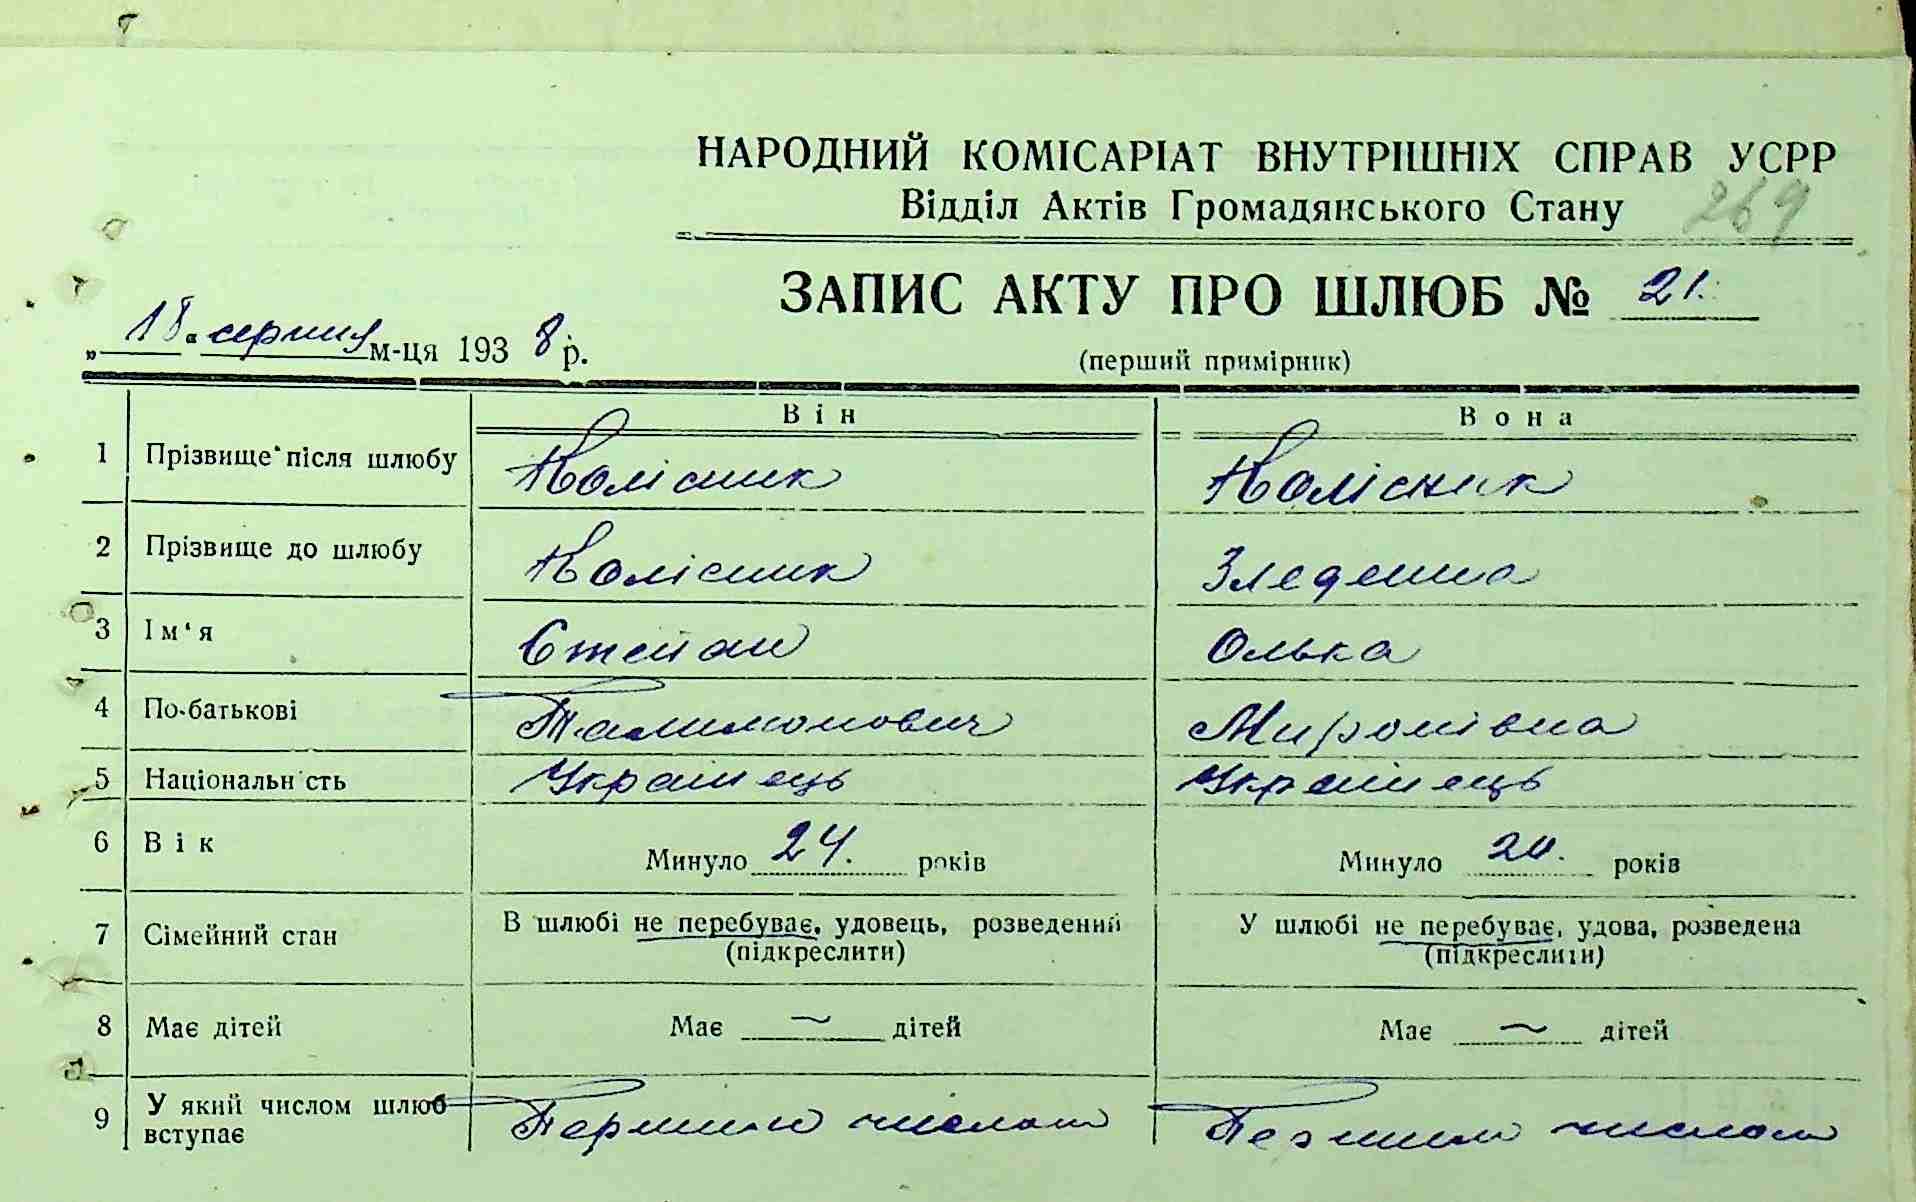 НАРОДНИЙ КОМІСАРІАТ ВНУТРІШНІХ СПРАВ УСРР
Відділ Актів Громадянського Стану 269
ЗАПИС АКТУ ПРО ШЛЮБ № 21.
„18“ серпня м-ця 1938 р.
(перший примірник)
Він Вона
1 Прізвище після шлюбу Колісник Колісник
2 Прізвище до шлюбу Колісник Зледенна
3 Ім‘я Степан Олька
4 По-батькові Талимонович Миронівна
5 Національність Українець Українець
6 Вік Минуло 24. років Минуло 20. років
7 Сімейний стан В шлюбі не перебуває, удовець, розведений У шлюбі не перебуває, удова, розведена
(підкреслити) (підкреслити)
8 Має дітей Має — дітей Має — дітей
9 У який числом шлюб Першим числом Першим числом
вступає